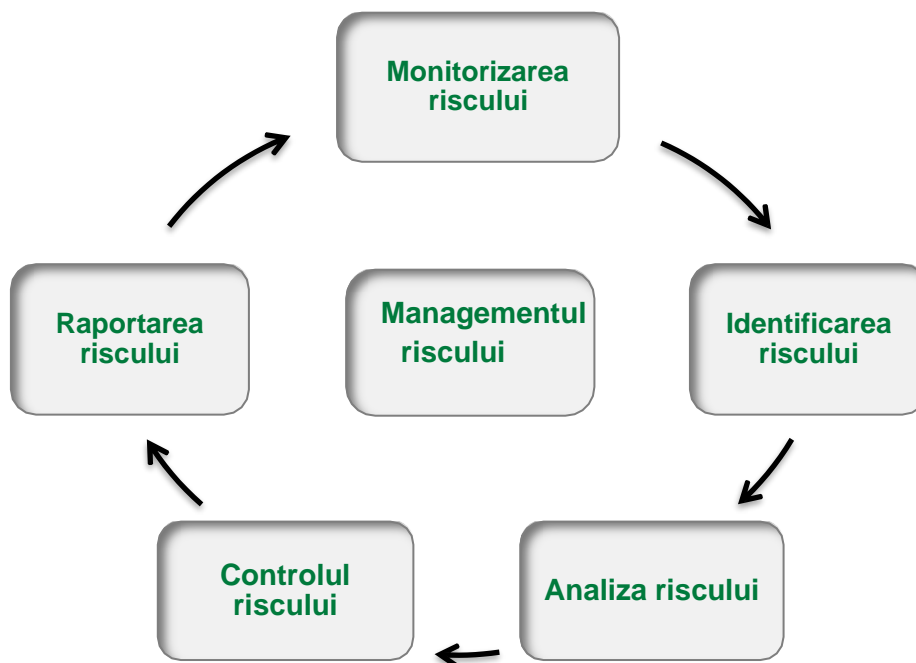 Monitorizarea
riscului
Raportarea
riscului
Managementul
riscului
Identificarea
riscului
Controlul
riscului
Analiza riscului